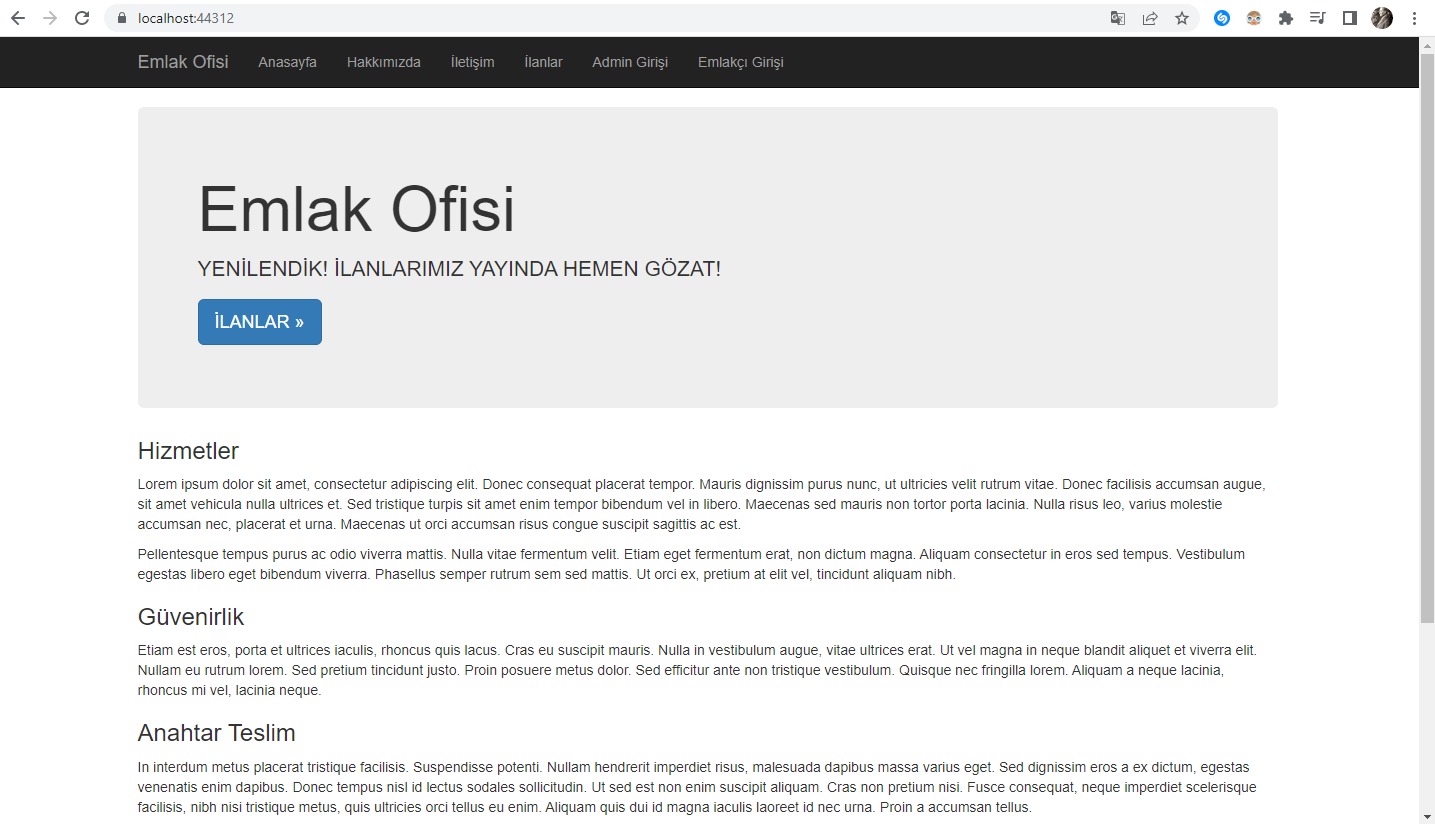 localhost:44312
Emlak Ofisi Anasayfa Hakkımızda İletişim İlanlar Admin Girişi Emlakçı Girişi
Emlak Ofisi
YENİLENDİK! İLANLARIMIZ YAYINDA HEMEN GÖZAT!
İLANLAR »
Hizmetler
Lorem ipsum dolor sit amet, consectetur adipiscing elit. Donec consequat placerat tempor. Mauris dignissim purus nunc, ut ultricies velit rutrum vitae. Donec facilisis accumsan augue,
sit amet vehicula nulla ultrices et. Sed tristique turpis sit amet enim tempor bibendum vel in libero. Maecenas sed mauris non tortor porta lacinia. Nulla risus leo, varius molestie
accumsan nec, placerat et urna. Maecenas ut orci accumsan risus congue suscipit sagittis ac est.
Pellentesque tempus purus ac odio viverra mattis. Nulla vitae fermentum velit. Etiam eget fermentum erat, non dictum magna. Aliquam consectetur in eros sed tempus. Vestibulum
egestas libero eget bibendum viverra. Phasellus semper rutrum sem sed mattis. Ut orci ex, pretium at elit vel, tincidunt aliquam nibh.
Güvenirlik
Etiam est eros, porta et ultrices iaculis, rhoncus quis lacus. Cras eu suscipit mauris. Nulla in vestibulum augue, vitae ultrices erat. Ut vel magna in neque blandit aliquet et viverra elit.
Nullam eu rutrum lorem. Sed pretium tincidunt justo. Proin posuere metus dolor. Sed efficitur ante non tristique vestibulum. Quisque nec fringilla lorem. Aliquam a neque lacinia,
rhoncus mi vel, lacinia neque.
Anahtar Teslim
In interdum metus placerat tristique facilisis. Suspendisse potenti. Nullam hendrerit imperdiet risus, malesuada dapibus massa varius eget. Sed dignissim eros a ex dictum, egestas
venenatis enim dapibus. Donec tempus nisl id lectus sodales sollicitudin. Ut sed est non enim suscipit aliquam. Cras non pretium nisi. Fusce consequat, neque imperdiet scelerisque
facilisis, nibh nisi tristique metus, quis ultricies orci tellus eu enim. Aliquam quis dui id magna iaculis laoreet id nec urna. Proin a accumsan tellus.